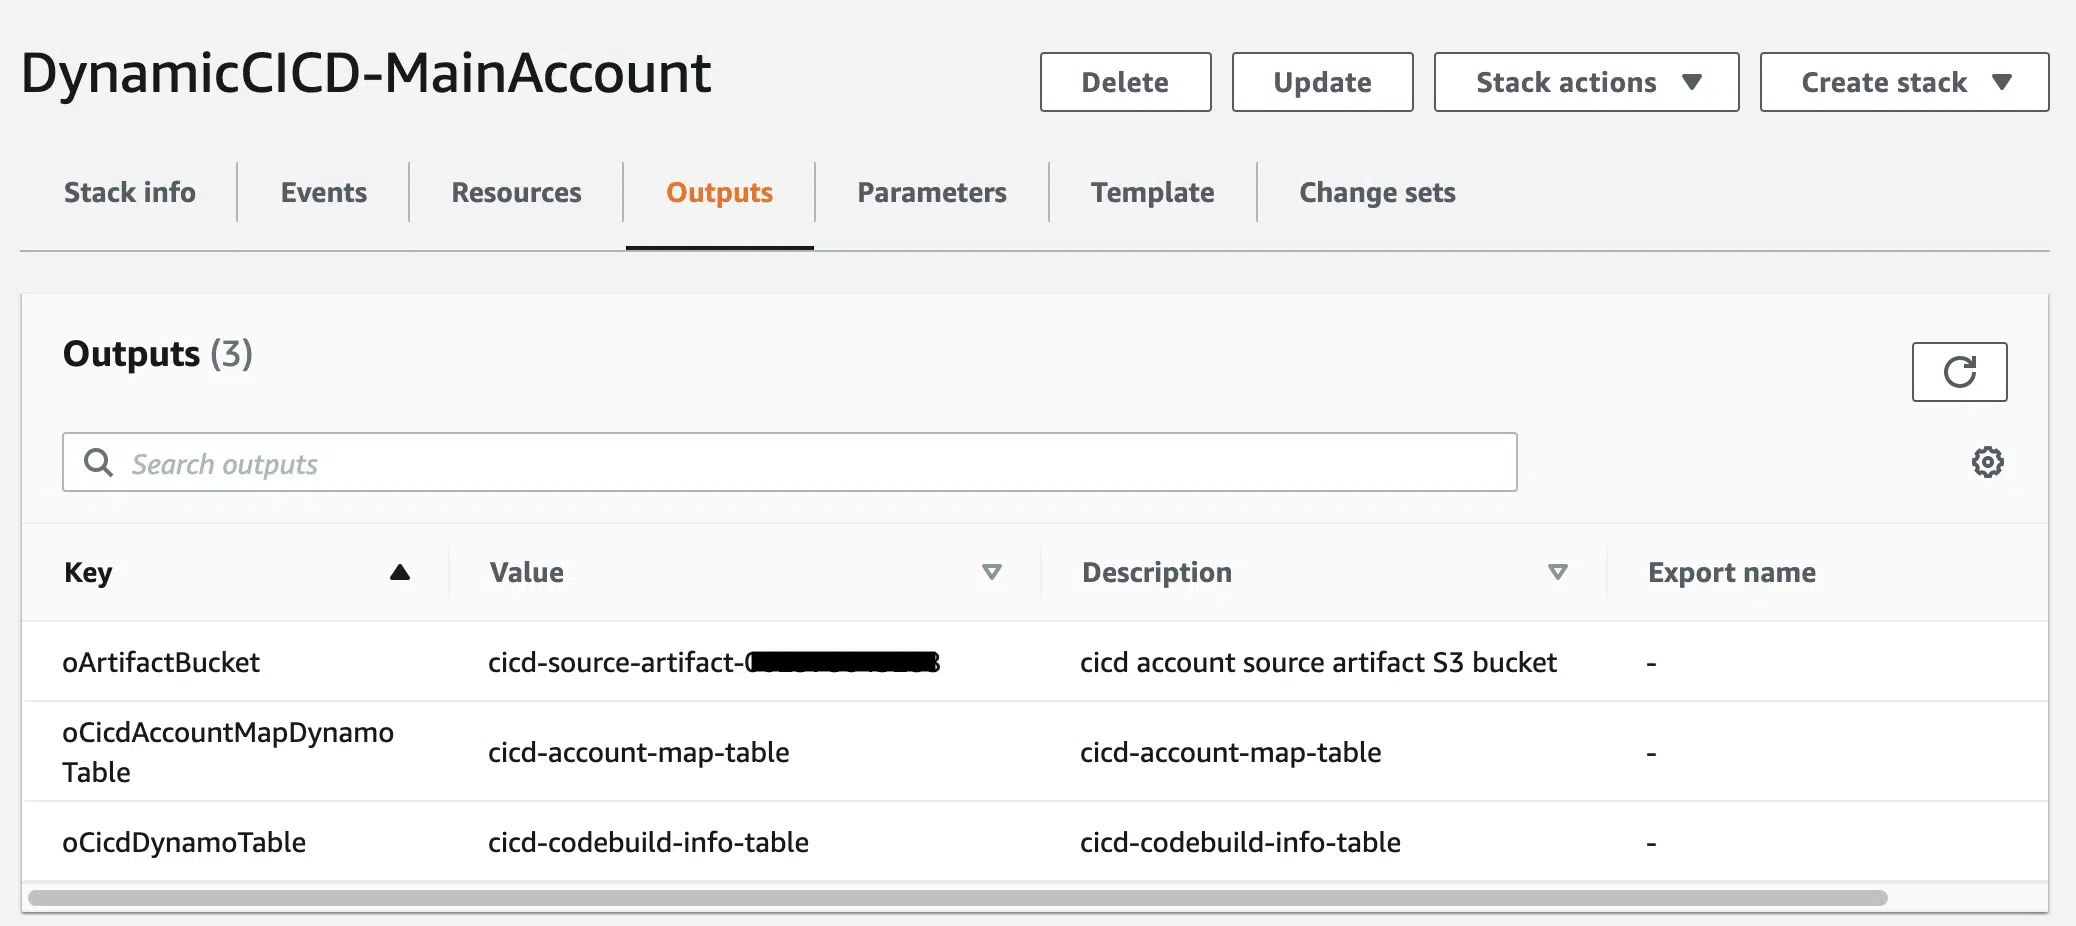 DynamicCICD-MainAccount
Delete
Update
Stack actions
Create stack
Stack info
Events
Resources
Outputs
Parameters
Template
Change sets
Outputs (3)
Search outputs
Key
Value
Description
Export name
oArtifactBucket
cicd-source-artifact-
cicd account source artifact S3 bucket
-
oCicdAccountMapDynamo
Table
cicd-account-map-table
cicd-account-map-table
-
oCicdDynamoTable
cicd-codebuild-info-table
cicd-codebuild-info-table
-